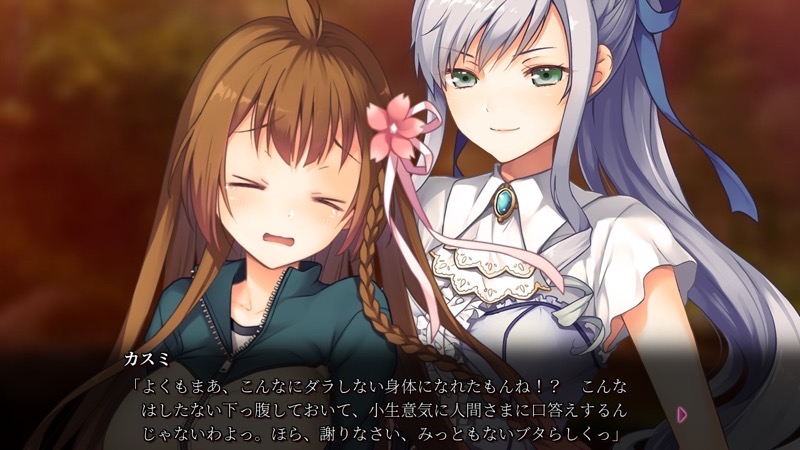 カスミ
「よくもまあ、こんなにダラしない身体になれたもんね！？　こんな
はしたない下っ腹しておいて、小生意気に人間さまに口答えするん
じゃないわよっ。ほら、謝りなさい、みっともないブタらしくっ」